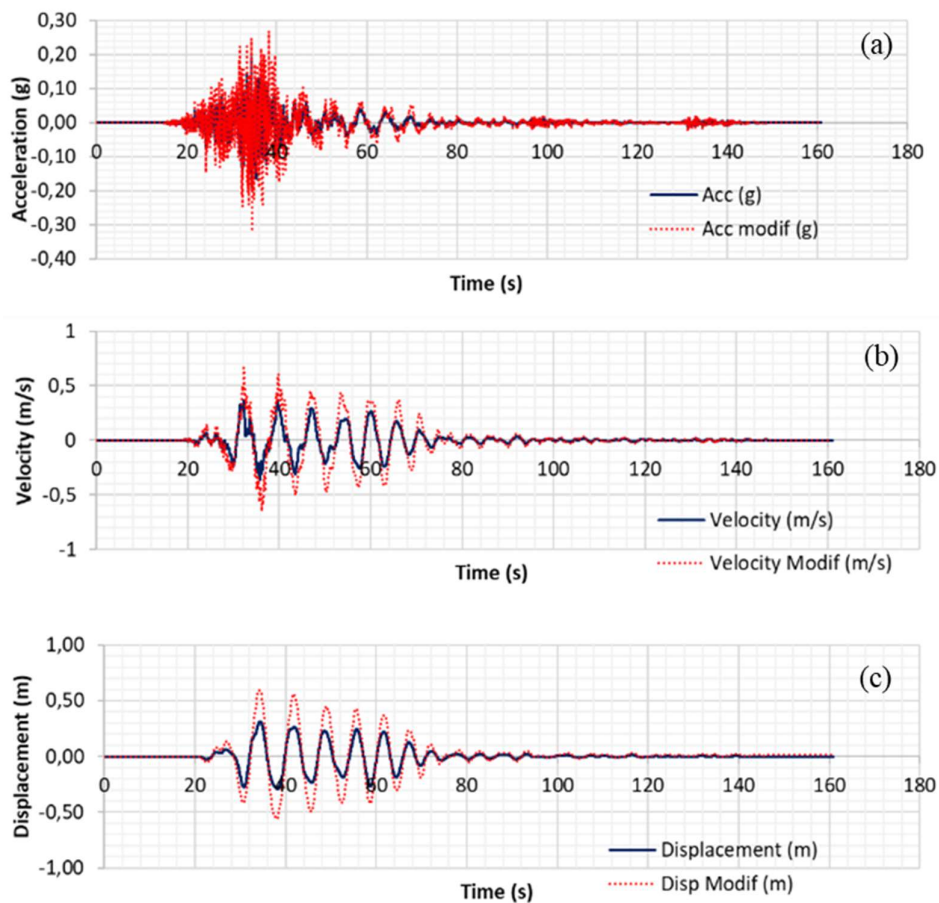 0,30
(a)
0,20
0,10
0,00
-0,10
-0,20
-0,30
-0,40
Acceleration (g)
0 20 40 60 80 100 120 140 160 180
Acc (g)
Acc modif (g)
Time (s)
1
(b)
0,5
0
-0,5
-1
Velocity (m/s)
0 20 40 60 80 100 120 140 160 180
Velocity (m/s)
Velocity Modif (m/s)
Time (s)
1,00
(c)
0,50
0,00
-0,50
-1,00
Displacement (m)
0 20 40 60 80 100 120 140 160 180
Displacement (m)
Disp Modif (m)
Time (s)